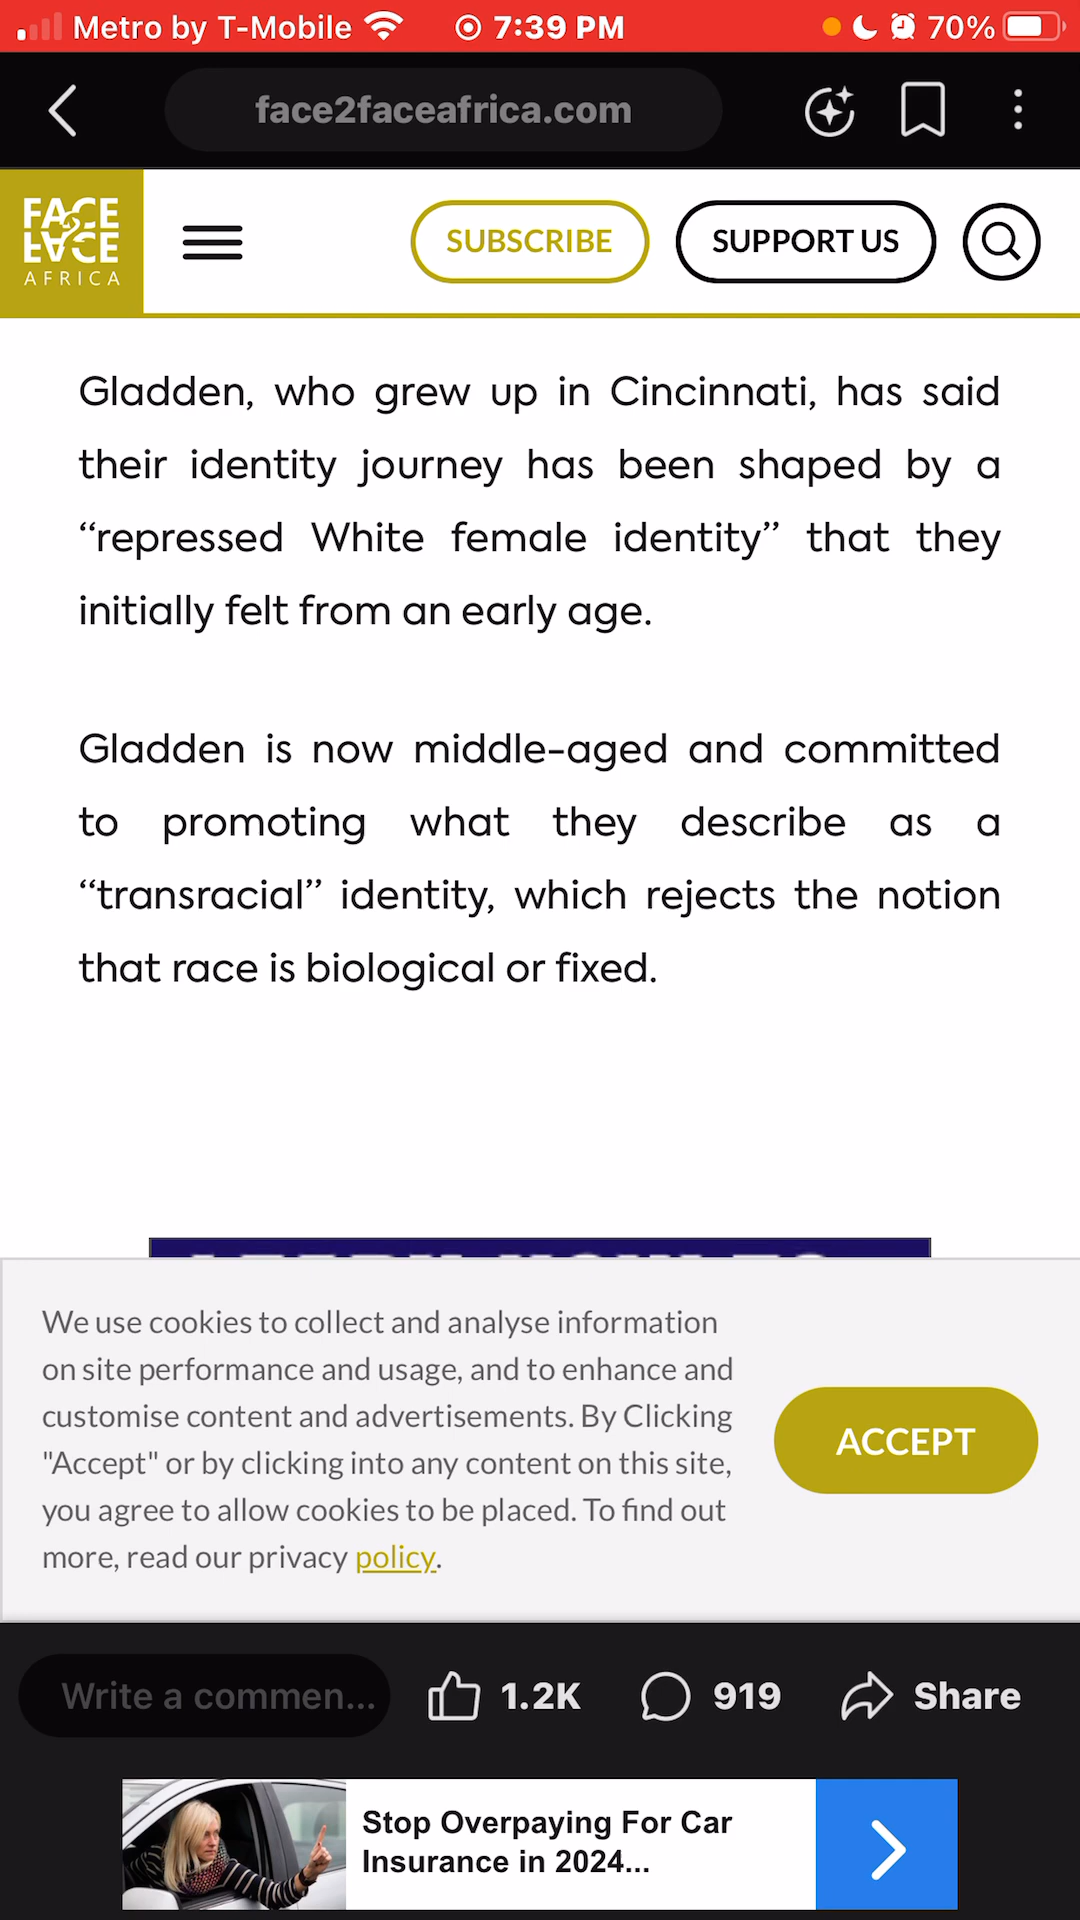 Metro by T-Mobile 7:39 PM 70%
face2faceafrica.com
FACE
2
FACE
AFRICA
SUBSCRIBE
SUPPORT US
Gladden, who grew up in Cincinnati, has said
their identity journey has been shaped by a
“repressed White female identity” that they
initially felt from an early age.
Gladden is now middle-aged and committed
to promoting what they describe as a
“transracial” identity, which rejects the notion
that race is biological or fixed.
We use cookies to collect and analyse information
on site performance and usage, and to enhance and
customise content and advertisements. By Clicking
"Accept" or by clicking into any content on this site,
you agree to allow cookies to be placed. To find out
more, read our privacy policy.
ACCEPT
Write a commen...
1.2K
919
Share
Stop Overpaying For Car
Insurance in 2024...